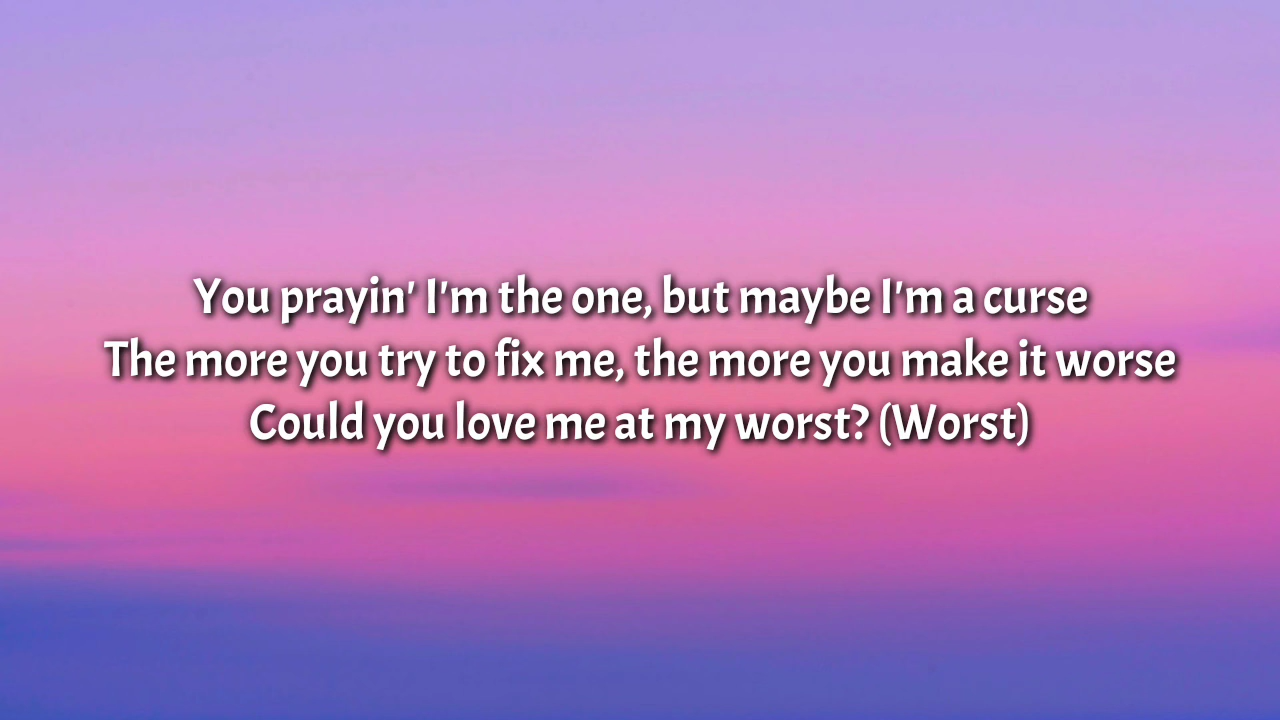 You prayin' I'm the one, but maybe I'm a curse
The more you try to fix me, the more you make it worse
Could you love me at my worst? (Worst)